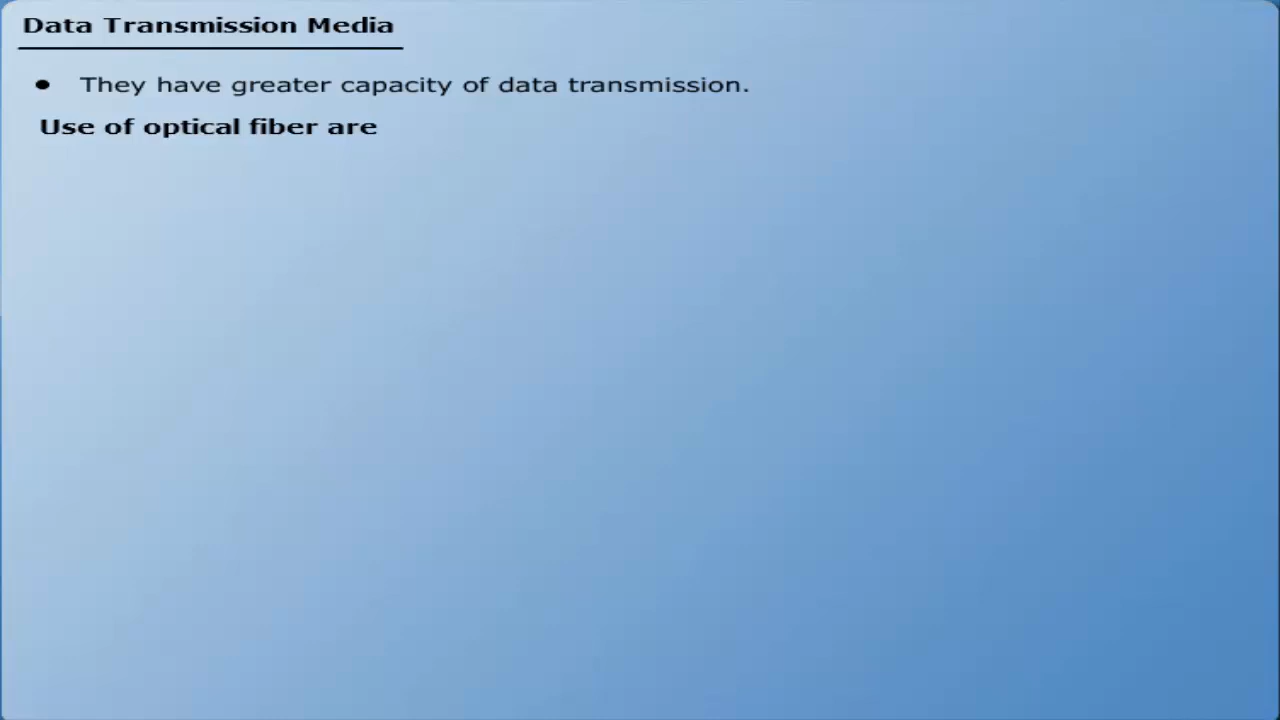 Data Transmission Media
● They have greater capacity of data transmission.
Use of optical fiber are